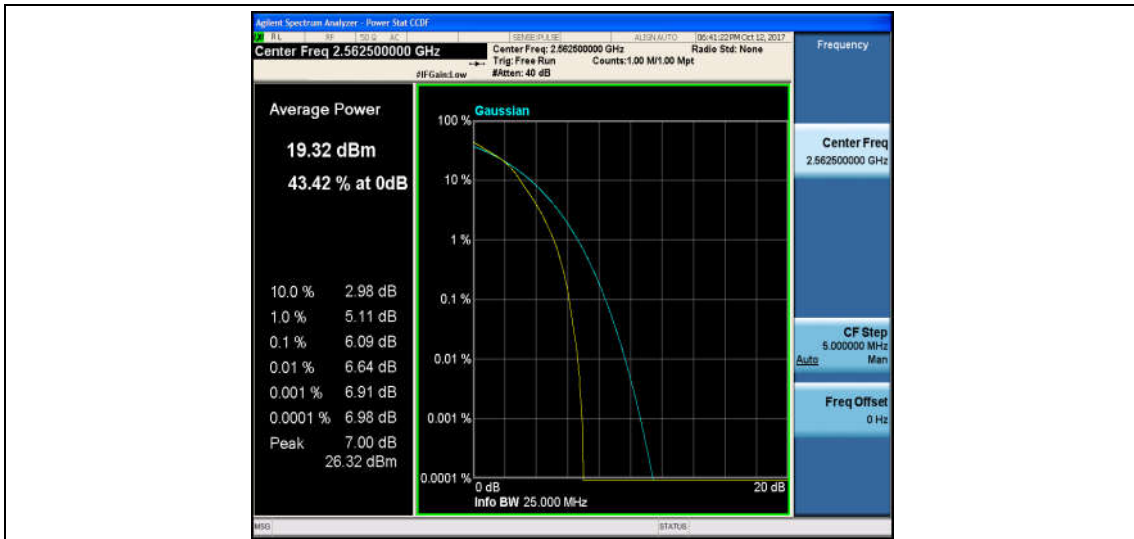 Agilent Spectrum Analyzer - Power Stat CCDF
RL RF 50 Ω AC SENSE:PULSE ALIGN AUTO 06:41:22 PM Oct 12, 2017
Center Freq 2.562500000 GHz
Center Freq: 2.562500000 GHz Radio Std: None
Trig: Free Run Counts:1.00 M/1.00 Mpt
#IFGain:Low #Atten: 40 dB
Frequency
Average Power
19.32 dBm
43.42 % at 0dB
10.0 % 2.98 dB
1.0 % 5.11 dB
0.1 % 6.09 dB
0.01 % 6.64 dB
0.001 % 6.91 dB
0.0001 % 6.98 dB
Peak 7.00 dB
26.32 dBm
Gaussian
100 %
10 %
1 %
0.1 %
0.01 %
0.001 %
0.0001 %
0 dB 20 dB
Info BW 25.000 MHz
Center Freq
2.562500000 GHz
CF Step
5.000000 MHz
Auto Man
Freq Offset
0 Hz
MSG STATUS